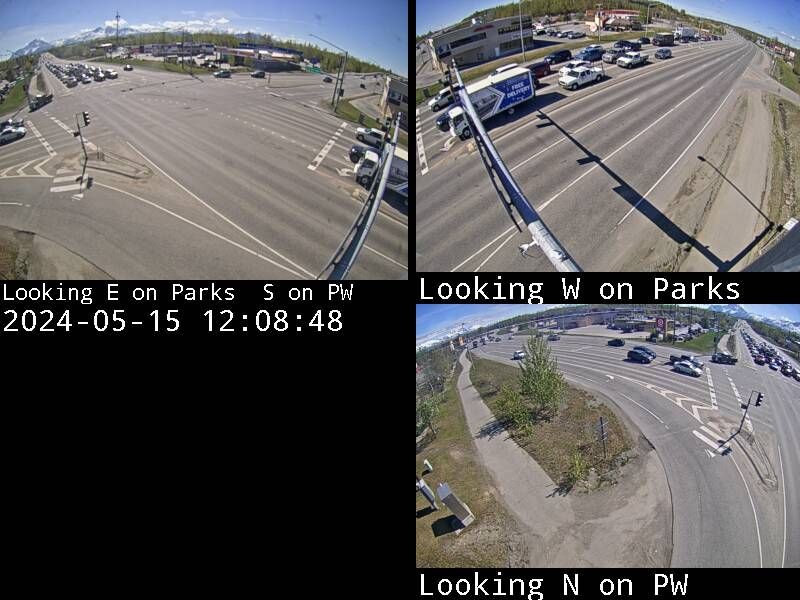 Looking E on Parks  S on PW
2024-05-15 12:08:48
Looking W on Parks
FREE
DELIVERY
Looking N on PW